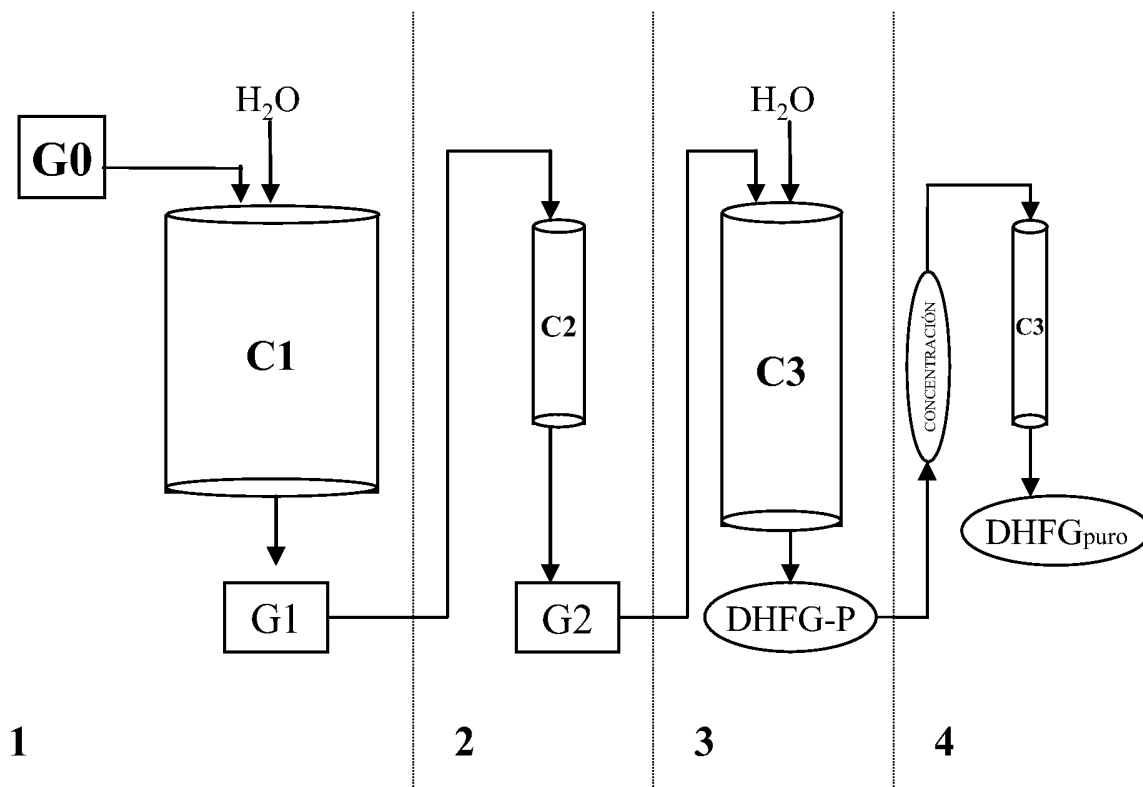 H₂O
G0
C1
G1
1
C2
G2
2
H₂O
C3
DHFG-P
3
CONCENTRACIÓN
C3
DHFGpuro
4